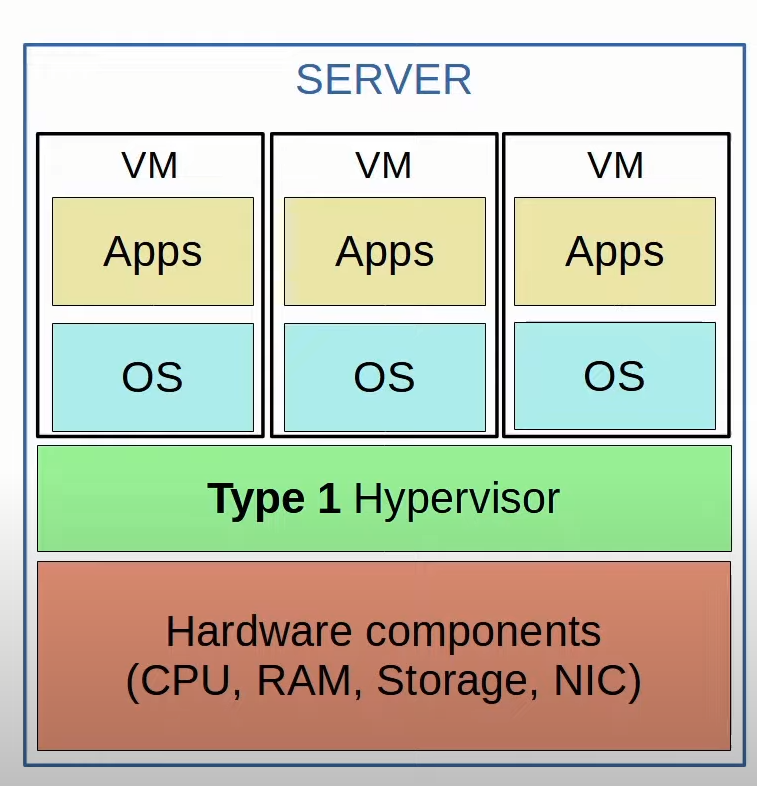 SERVER
VM
VM
VM
Apps
Apps
Apps
OS
OS
OS
Type 1 Hypervisor
Hardware components
(CPU, RAM, Storage, NIC)